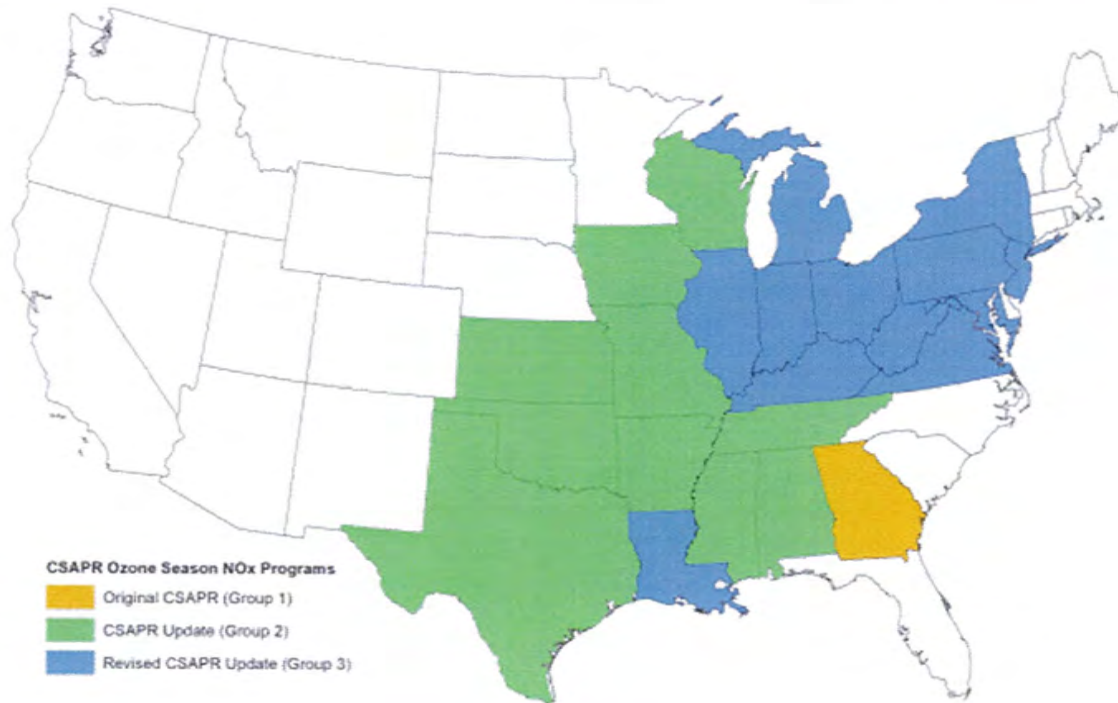 CSAPR Ozone Season NOx Programs
Original CSAPR (Group 1)
CSAPR Update (Group 2)
Revised CSAPR Update (Group 3)